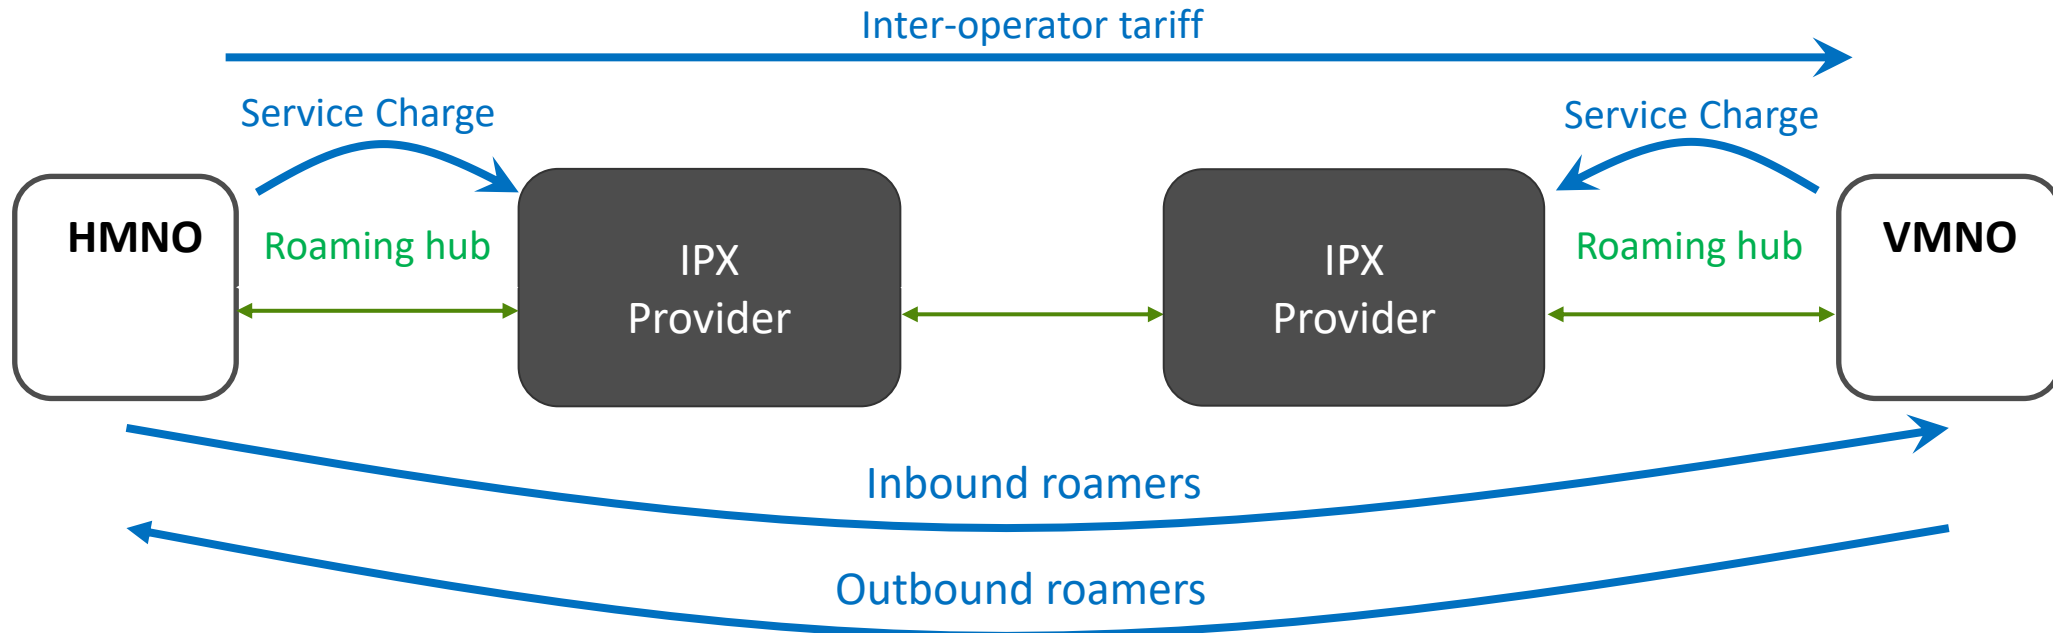 Inter-operator tariff
Service Charge
Service Charge
HMNO
Roaming hub
IPX
Provider
IPX
Provider
Roaming hub
VMNO
Inbound roamers
Outbound roamers